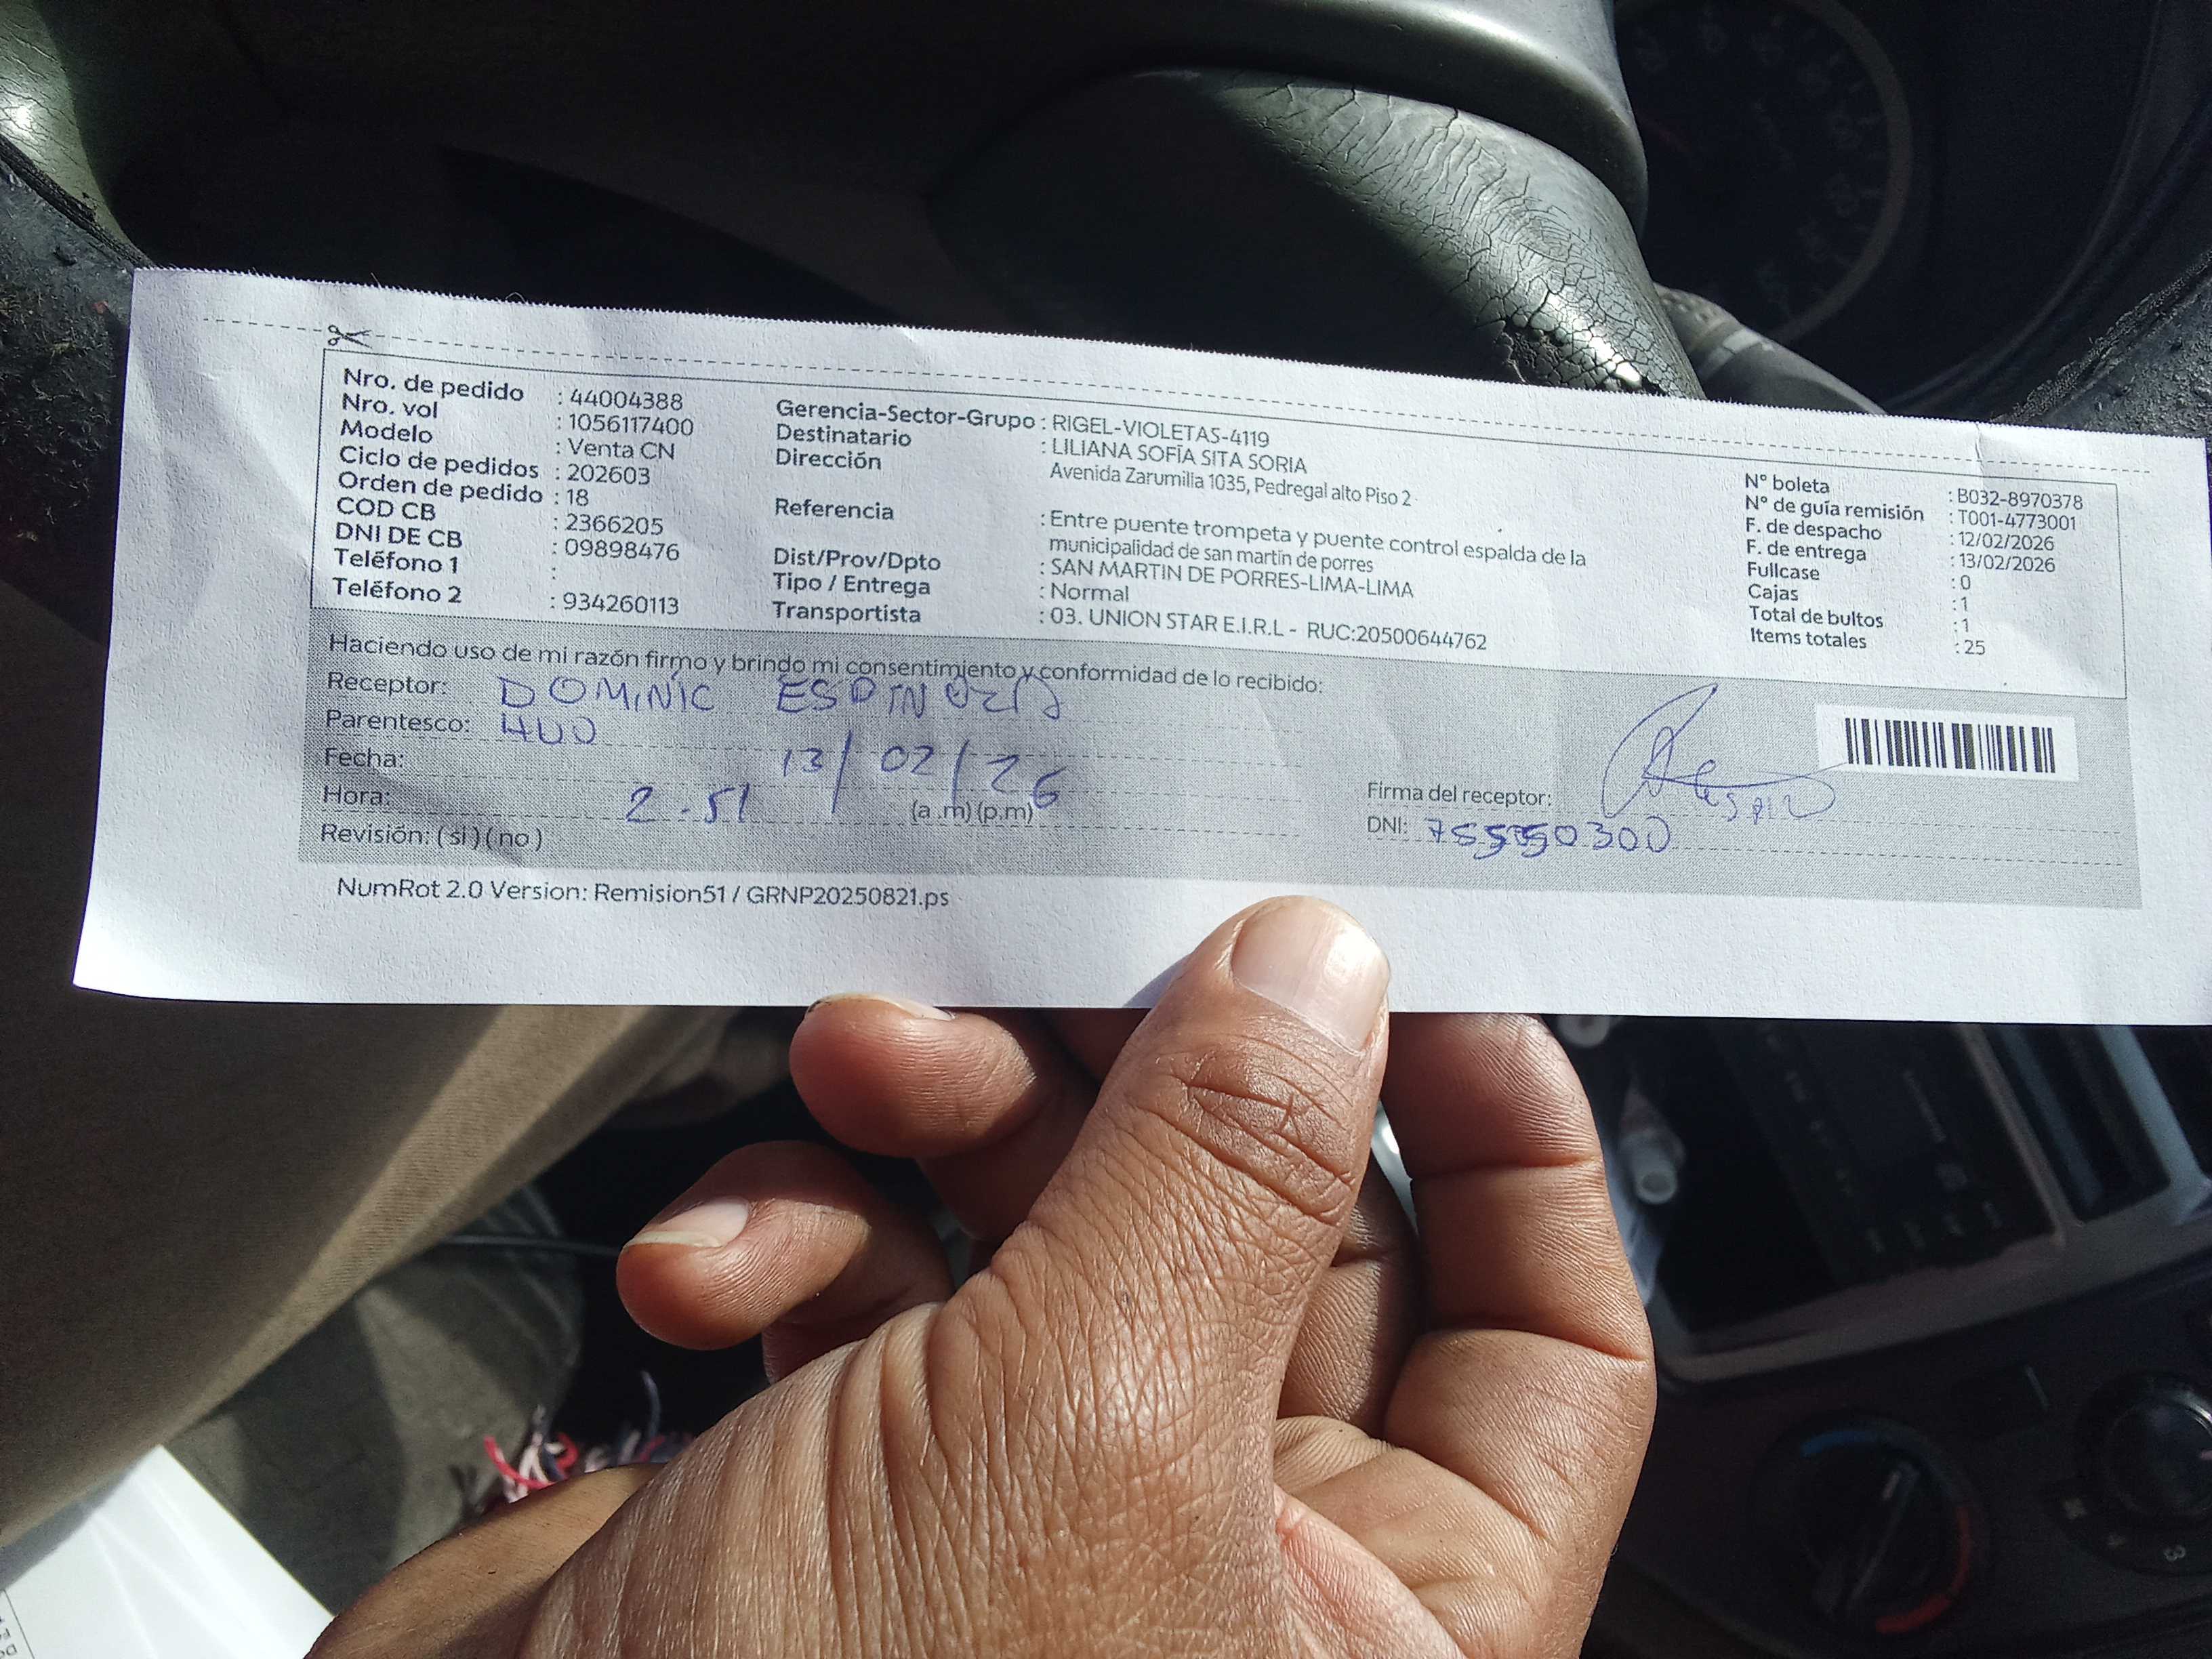 Nro. de pedido : 44004388
Nro. vol : 1056117400
Modelo : Venta CN
Ciclo de pedidos : 202603
Orden de pedido : 18
COD CB : 2366205
DNI DE CB : 09898476
Teléfono 1 :
Teléfono 2 : 934260113
Gerencia-Sector-Grupo : RIGEL-VIOLETAS-4119
Destinatario : LILIANA SOFÍA SITA SORIA
Dirección Avenida Zarumilla 1035, Pedregal alto Piso 2
Referencia : Entre puente trompeta y puente control espalda de la
municipalidad de san martin de porres
Dist/Prov/Dpto : SAN MARTIN DE PORRES-LIMA-LIMA
Tipo / Entrega : Normal
Transportista : 03. UNION STAR E.I.R.L - RUC:20500644762
N° boleta : B032-8970378
N° de guía remisión : T001-4773001
F. de despacho : 12/02/2026
F. de entrega : 13/02/2026
Fullcase : 0
Cajas : 1
Total de bultos : 1
Items totales : 25
Haciendo uso de mi razón firmo y brindo mi consentimiento y conformidad de lo recibido:
Receptor: DOMINIC ESPINOZA
Parentesco:
Fecha: 13/02/26
Hora: 2-51 (a .m) (p.m)
Revisión: ( si ) ( no )
Firma del receptor:
DNI:
NumRot 2.0 Version: Remision51 / GRNP20250821.ps